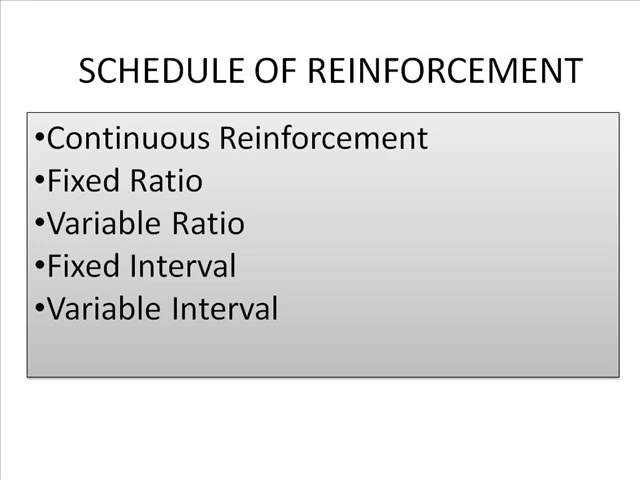 SCHEDULE OF REINFORCEMENT
•Continuous Reinforcement
•Fixed Ratio
•Variable Ratio
•Fixed Interval
•Variable Interval